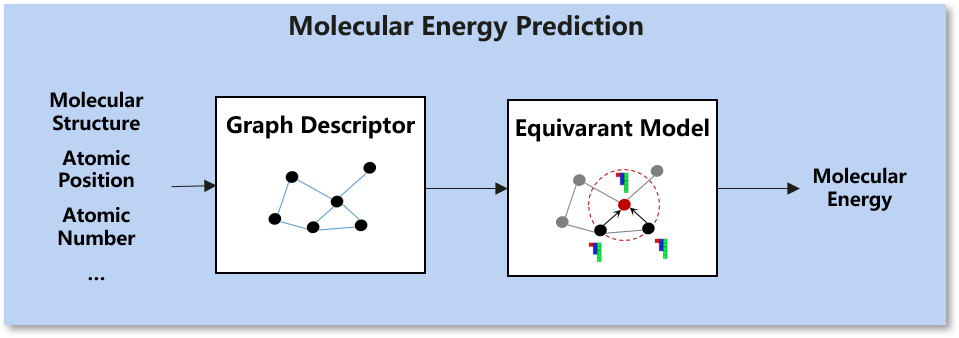 Molecular Energy Prediction
Molecular
Structure
Atomic
Position
Atomic
Number
...
Graph Descriptor
Equivarant Model
Molecular
Energy